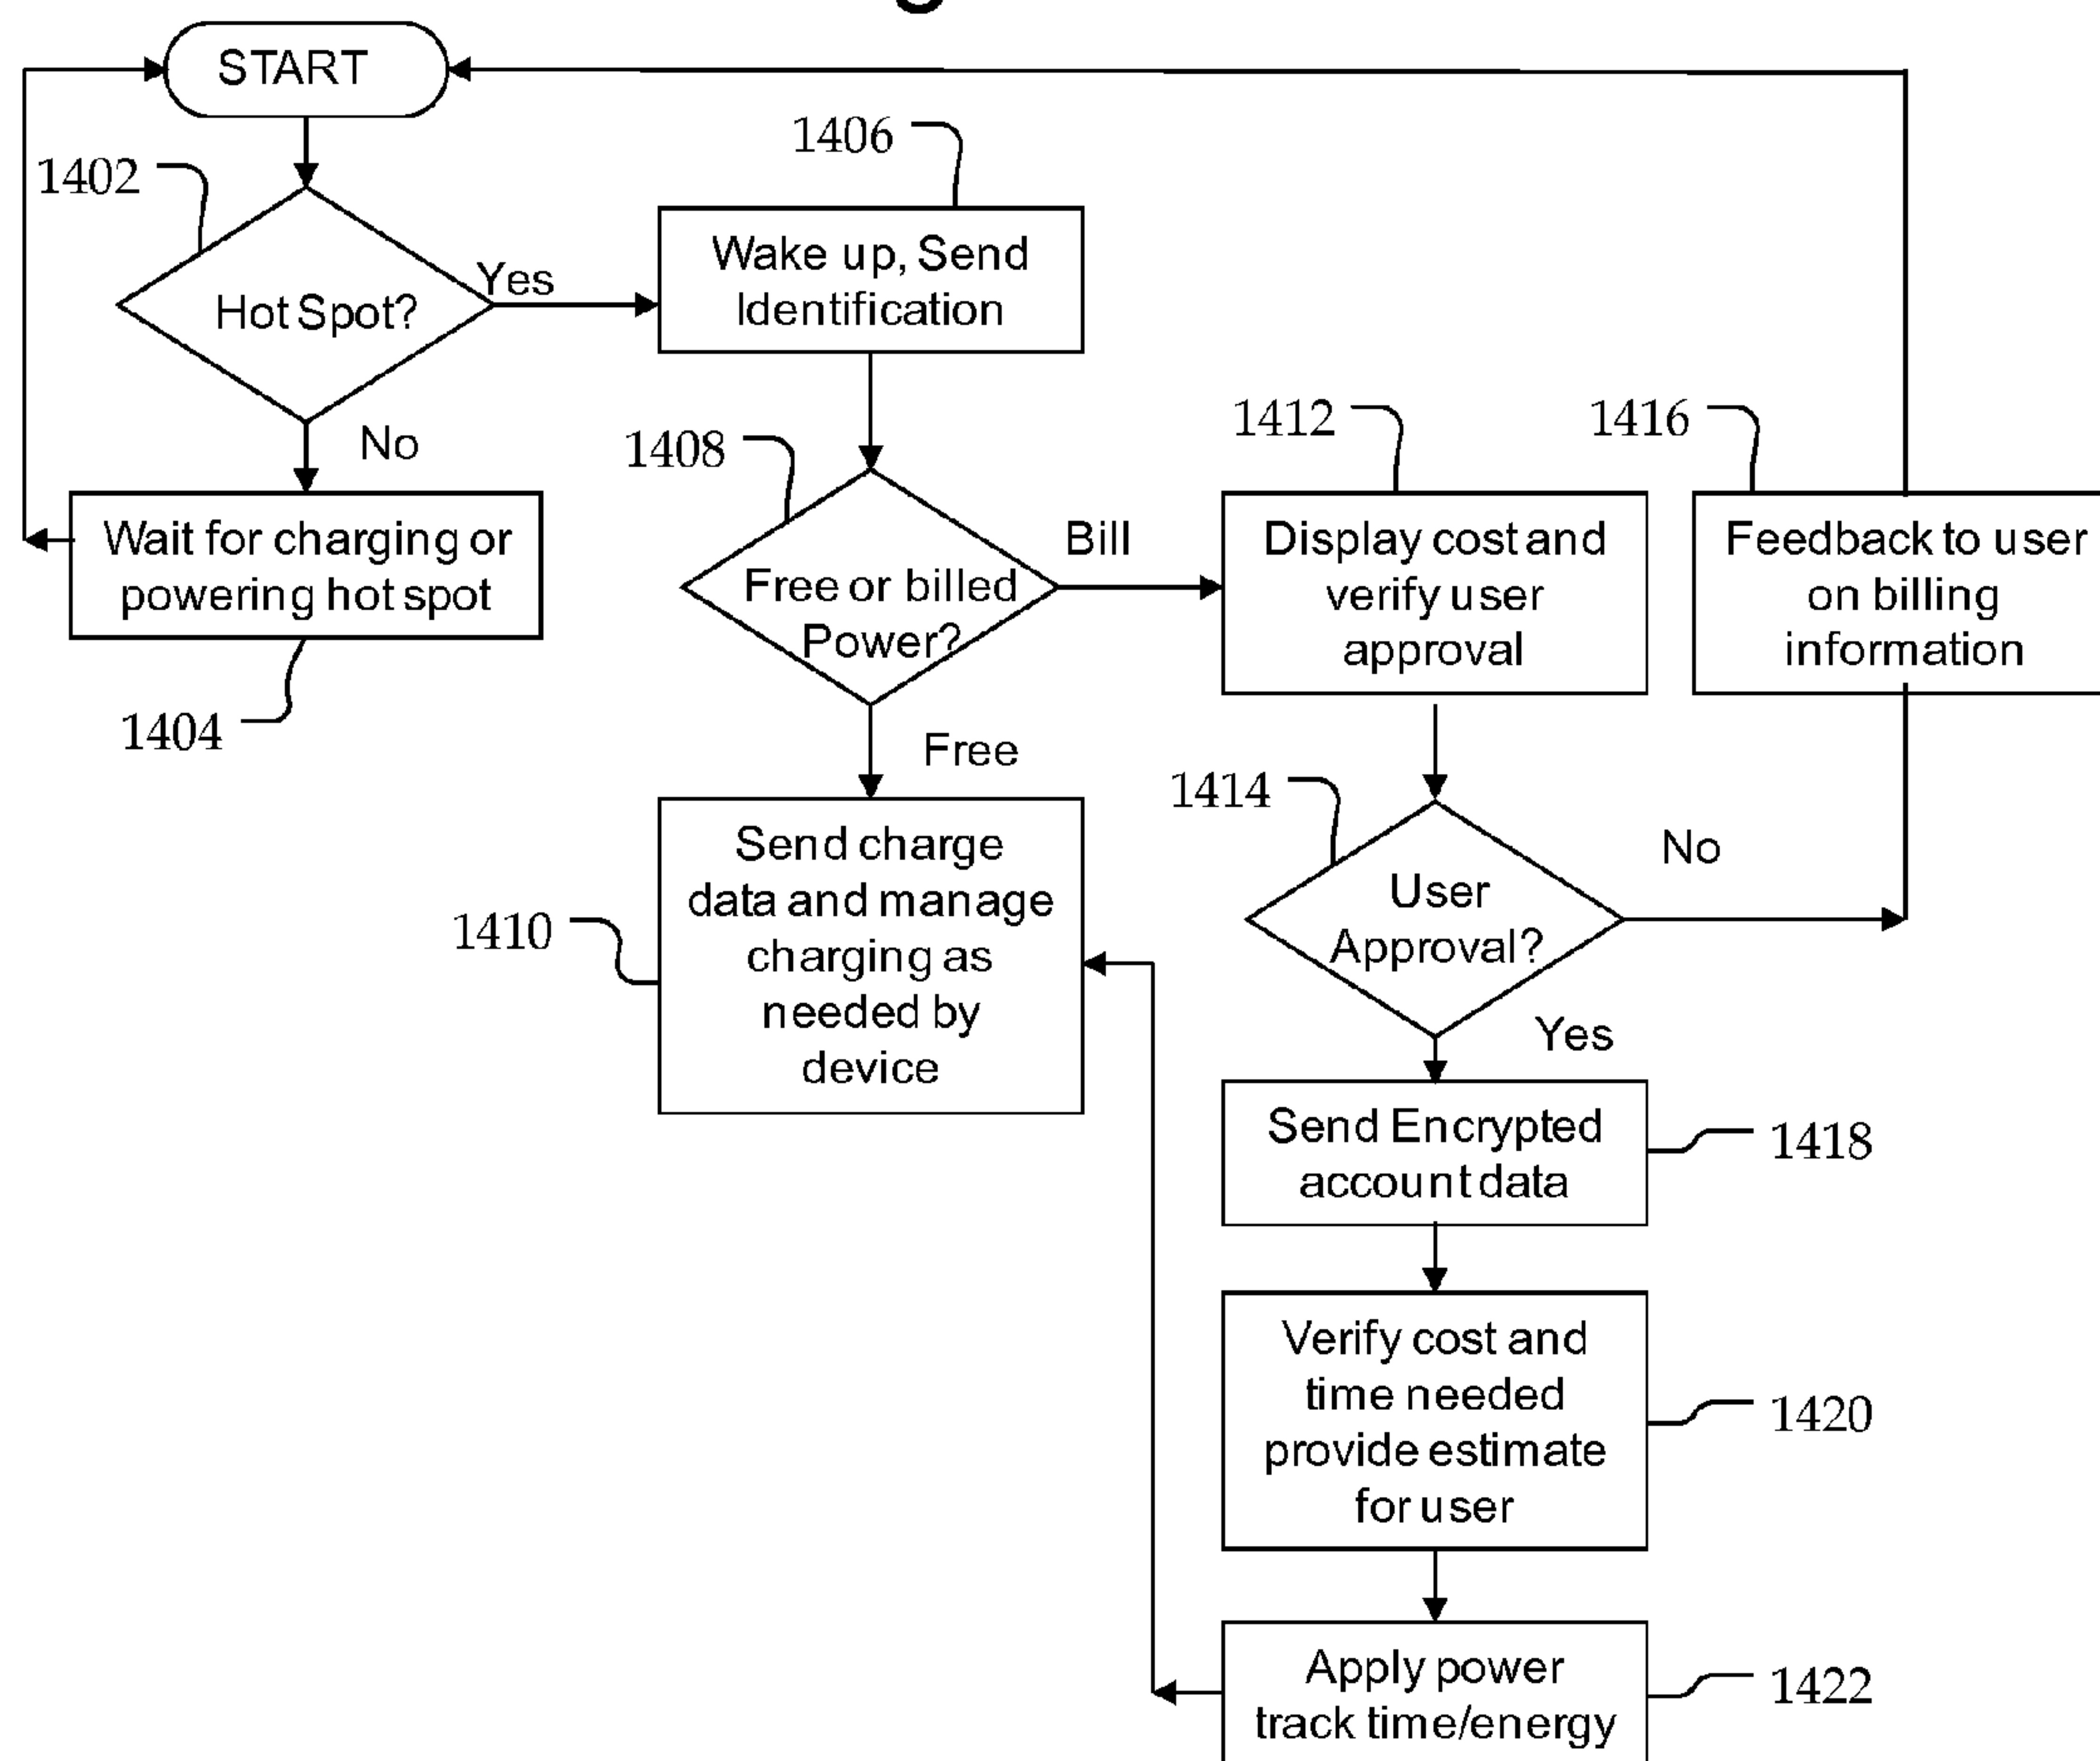 START
1402
1406
Hot Spot?
Yes
Wake up, Send
Identification
No
1408
1412
1416
Wait for charging or
powering hot spot
1404
Free or billed
Power?
Bill
Display cost and
verify user
approval
Feedback to user
on billing
information
Free
1414
No
1410
Send charge
data and manage
charging as
needed by
device
User
Approval?
Yes
Send Encrypted
account data
1418
Verify cost and
time needed
provide estimate
for user
1420
Apply power
track time/energy
1422